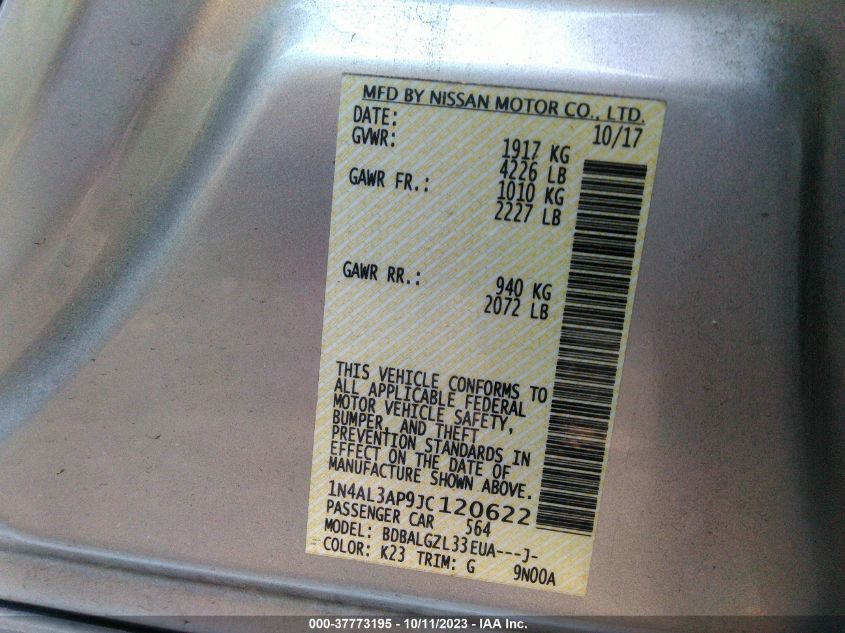 MFD BY NISSAN MOTOR CO., LTD.
DATE: 10/17
GVWR: 1917 KG
4226 LB
GAWR FR.: 1010 KG
2227 LB
GAWR RR.: 940 KG
2072 LB
THIS VEHICLE CONFORMS TO
ALL APPLICABLE FEDERAL
MOTOR VEHICLE SAFETY,
BUMPER, AND THEFT
PREVENTION STANDARDS IN
EFFECT ON THE DATE OF
MANUFACTURE SHOWN ABOVE.
1N4AL3AP9JC120622
PASSENGER CAR 564
MODEL: BDBALGZL33EUA---J-
COLOR: K23 TRIM: G 9N00A
000-37773195 - 10/11/2023 - IAA Inc.